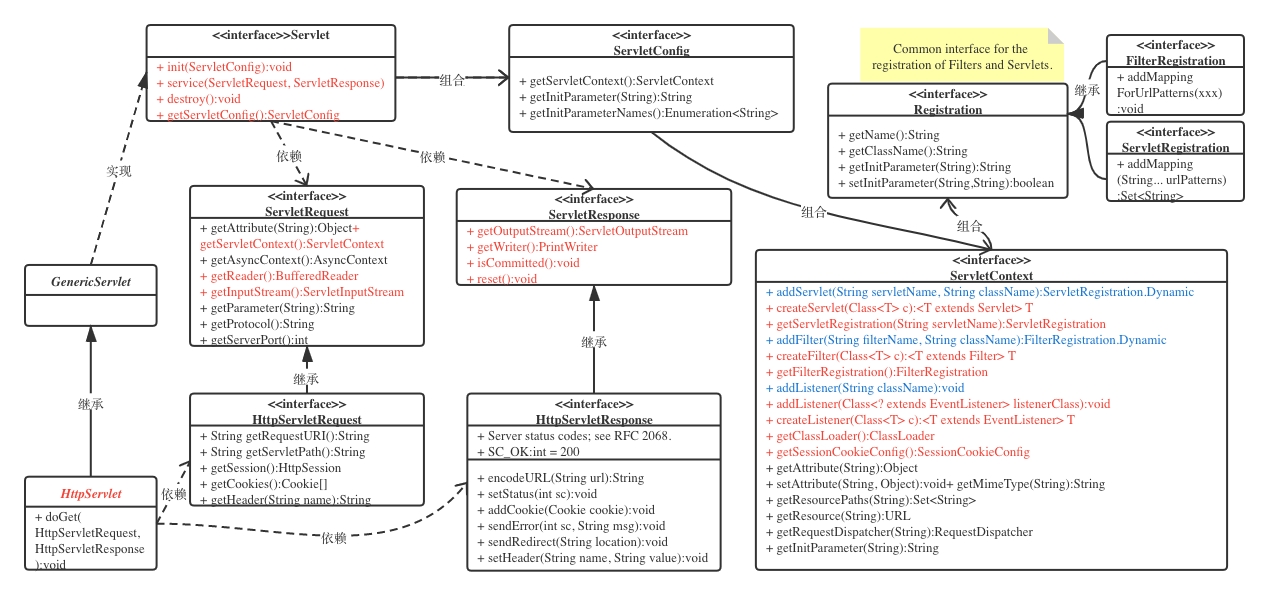 <<interface>>Servlet
+ init(ServletConfig):void
+ service(ServletRequest, ServletResponse)
+ destroy():void
+ getServletConfig():ServletConfig
组合
<<interface>>
ServletConfig
+ getServletContext():ServletContext
+ getInitParameter(String):String
+ getInitParameterNames():Enumeration<String>
Common interface for the
registration of Filters and Servlets.
<<interface>>
Registration
+ getName():String
+ getClassName():String
+ getInitParameter(String):String
+ setInitParameter(String,String):boolean
继承
<<interface>>
FilterRegistration
+ addMapping
ForUrlPatterns(xxx)
:void
<<interface>>
ServletRegistration
+ addMapping
(String... urlPatterns)
:Set<String>
实现
依赖
依赖
组合
组合
<<interface>>
ServletRequest
+ getAttribute(String):Object+
getServletContext():ServletContext
+ getAsyncContext():AsyncContext
+ getReader():BufferedReader
+ getInputStream():ServletInputStream
+ getParameter(String):String
+ getProtocol():String
+ getServerPort():int
<<interface>>
ServletResponse
+ getOutputStream():ServletOutputStream
+ getWriter():PrintWriter
+ isCommitted():void
+ reset():void
<<interface>>
ServletContext
+ addServlet(String servletName, String className):ServletRegistration.Dynamic
+ createServlet(Class<T> c):<T extends Servlet> T
+ getServletRegistration(String servletName):ServletRegistration
+ addFilter(String filterName, String className):FilterRegistration.Dynamic
+ createFilter(Class<T> c):<T extends Filter> T
+ getFilterRegistration():FilterRegistration
+ addListener(String className):void
+ addListener(Class<? extends EventListener> listenerClass):void
+ createListener(Class<T> c):<T extends EventListener> T
+ getClassLoader():ClassLoader
+ getSessionCookieConfig():SessionCookieConfig
+ getAttribute(String):Object
+ setAttribute(String, Object):void+ getMimeType(String):String
+ getResourcePaths(String):Set<String>
+ getResource(String):URL
+ getRequestDispatcher(String):RequestDispatcher
+ getInitParameter(String):String
GenericServlet
继承
继承
继承
<<interface>>
HttpServletRequest
+ String getRequestURI():String
+ String getServletPath():String
+ getSession():HttpSession
+ getCookies():Cookie[]
+ getHeader(String name):String
<<interface>>
HttpServletResponse
+ Server status codes; see RFC 2068.
+ SC_OK:int = 200
+ encodeURL(String url):String
+ setStatus(int sc):void
+ addCookie(Cookie cookie):void
+ sendError(int sc, String msg):void
+ sendRedirect(String location):void
+ setHeader(String name, String value):void
HttpServlet
+ doGet(
HttpServletRequest,
HttpServletResponse
):void
依赖
依赖